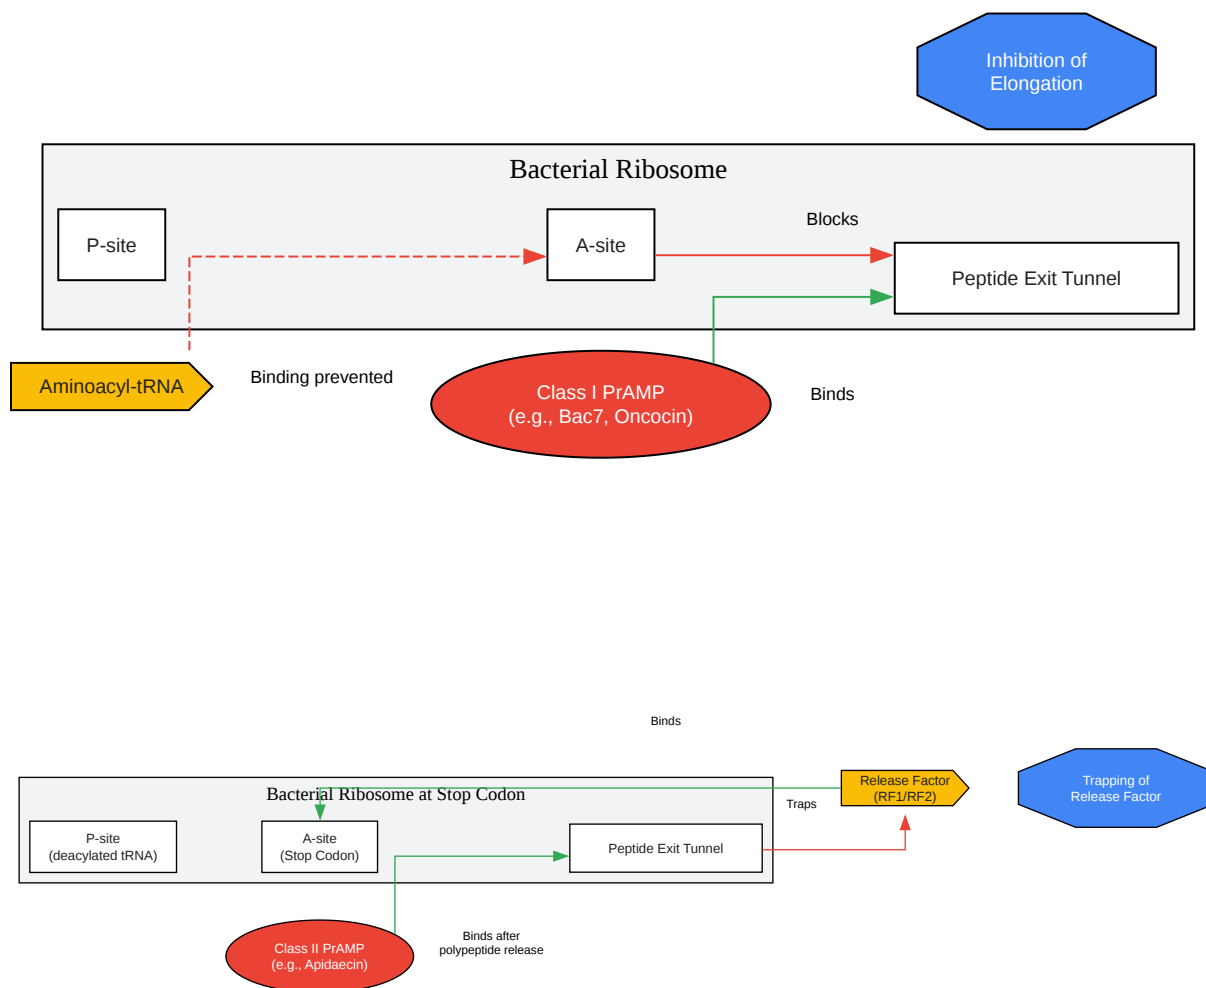 Inhibition of
Elongation
Bacterial Ribosome
P-site
A-site
Blocks
Peptide Exit Tunnel
Aminoacyl-tRNA
Binding prevented
Class I PrAMP
(e.g., Bac7, Oncocin)
Binds
Binds
Bacterial Ribosome at Stop Codon
Traps
Release Factor
(RF1/RF2)
Trapping of
Release Factor
P-site
(deacylated tRNA)
A-site
(Stop Codon)
Peptide Exit Tunnel
Class II PrAMP
(e.g., Apidaecin)
Binds after
polypeptide release